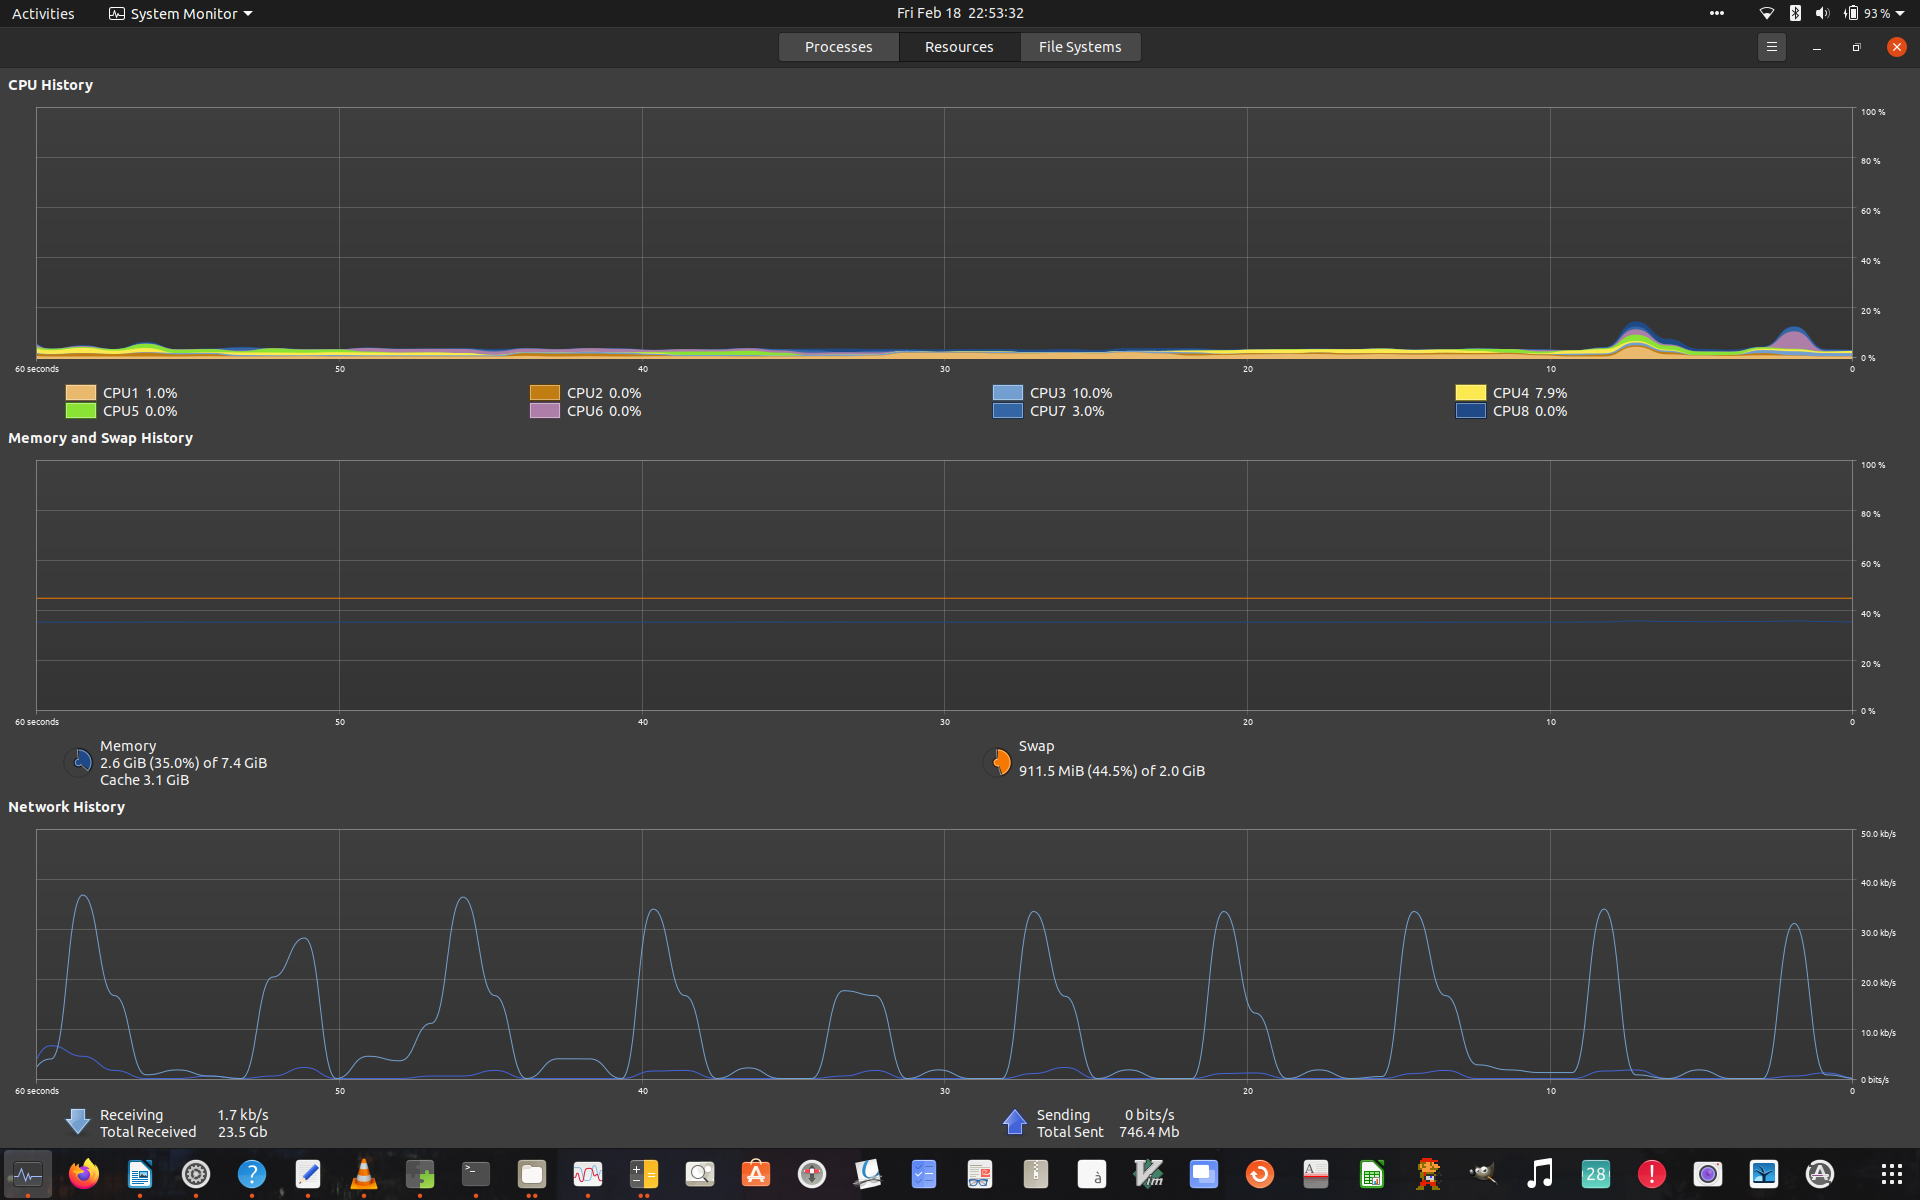 Activities System Monitor Fri Feb 18 22:53:32 93 %
Processes Resources File Systems
CPU History
100 %
80 %
60 %
40 %
20 %
0 %
60 seconds 50 40 30 20 10 0
CPU1 1.0% CPU2 0.0% CPU3 10.0% CPU4 7.9%
CPU5 0.0% CPU6 0.0% CPU7 3.0% CPU8 0.0%
Memory and Swap History
100 %
80 %
60 %
40 %
20 %
0 %
60 seconds 50 40 30 20 10 0
Memory Swap
2.6 GiB (35.0%) of 7.4 GiB 911.5 MiB (44.5%) of 2.0 GiB
Cache 3.1 GiB
Network History
50.0 kb/s
40.0 kb/s
30.0 kb/s
20.0 kb/s
10.0 kb/s
0 bits/s
60 seconds 50 40 30 20 10 0
Receiving 1.7 kb/s Sending 0 bits/s
Total Received 23.5 Gb Total Sent 746.4 Mb
? >_ à Vim A 28 !